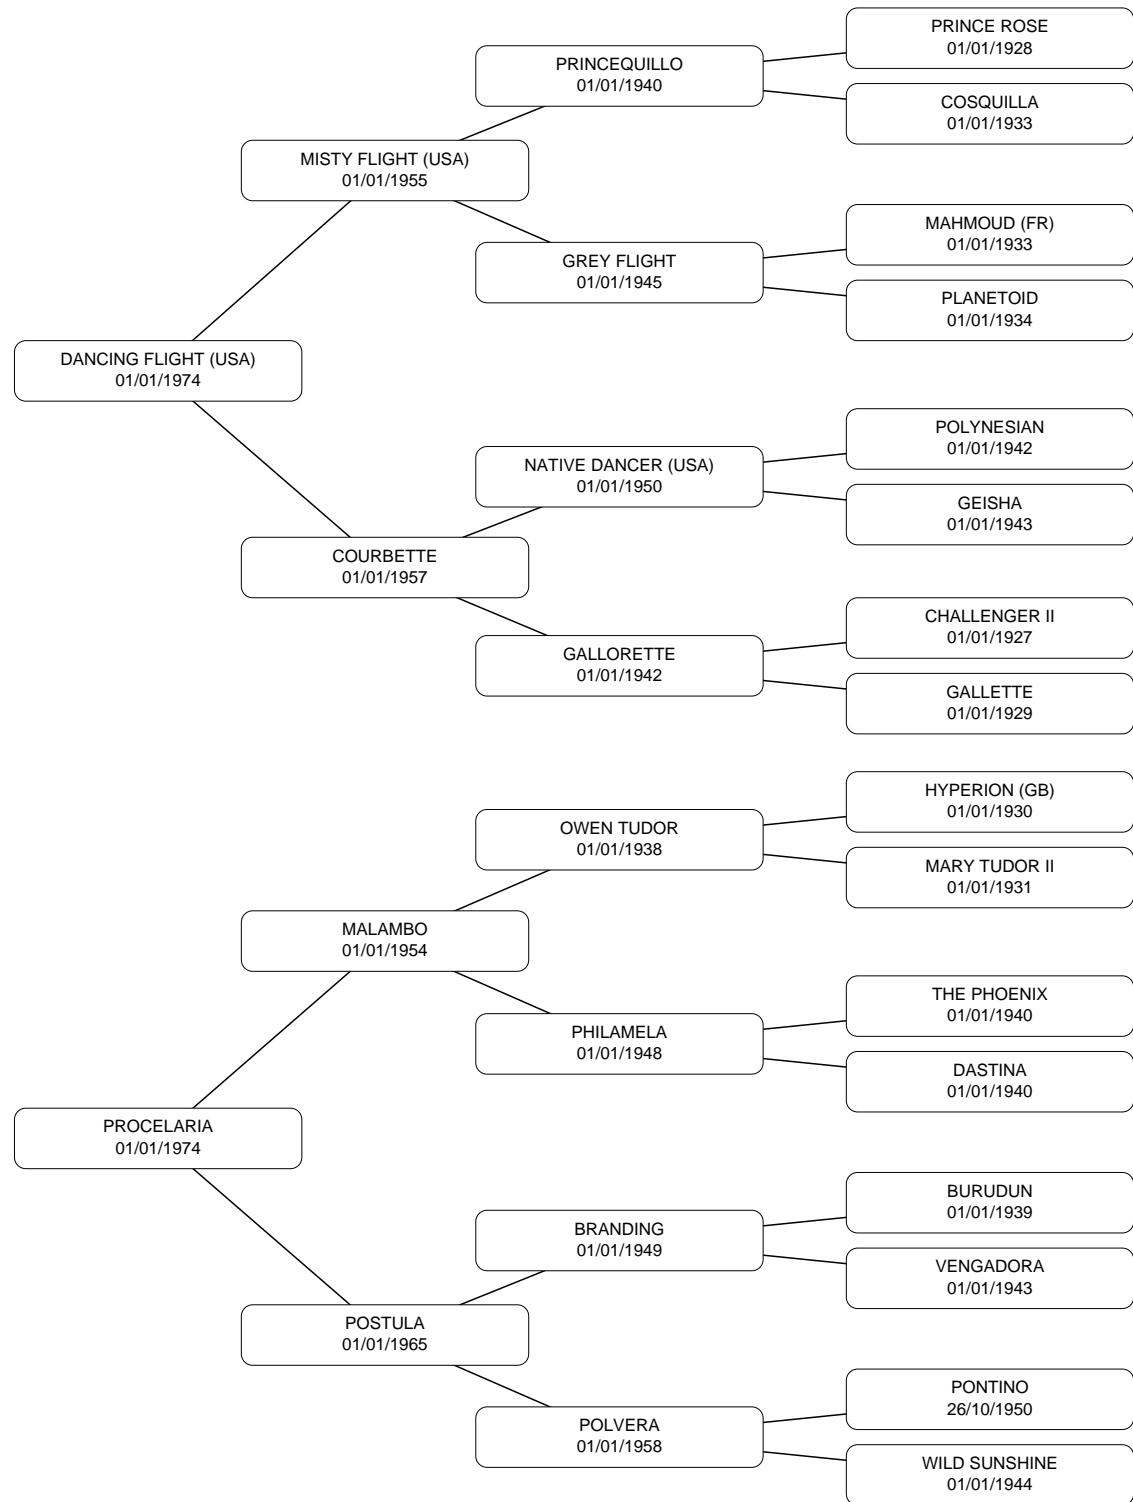 PRINCE ROSE
01/01/1928
PRINCEQUILLO
01/01/1940
COSQUILLA
01/01/1933
MISTY FLIGHT (USA)
01/01/1955
MAHMOUD (FR)
01/01/1933
GREY FLIGHT
01/01/1945
PLANETOID
01/01/1934
DANCING FLIGHT (USA)
01/01/1974
POLYNESIAN
01/01/1942
NATIVE DANCER (USA)
01/01/1950
GEISHA
01/01/1943
COURBETTE
01/01/1957
CHALLENGER II
01/01/1927
GALLORETTE
01/01/1942
GALLETTE
01/01/1929
HYPERION (GB)
01/01/1930
OWEN TUDOR
01/01/1938
MARY TUDOR II
01/01/1931
MALAMBO
01/01/1954
THE PHOENIX
01/01/1940
PHILAMELA
01/01/1948
DASTINA
01/01/1940
PROCELARIA
01/01/1974
BURUDUN
01/01/1939
BRANDING
01/01/1949
VENGADORA
01/01/1943
POSTULA
01/01/1965
PONTINO
26/10/1950
POLVERA
01/01/1958
WILD SUNSHINE
01/01/1944